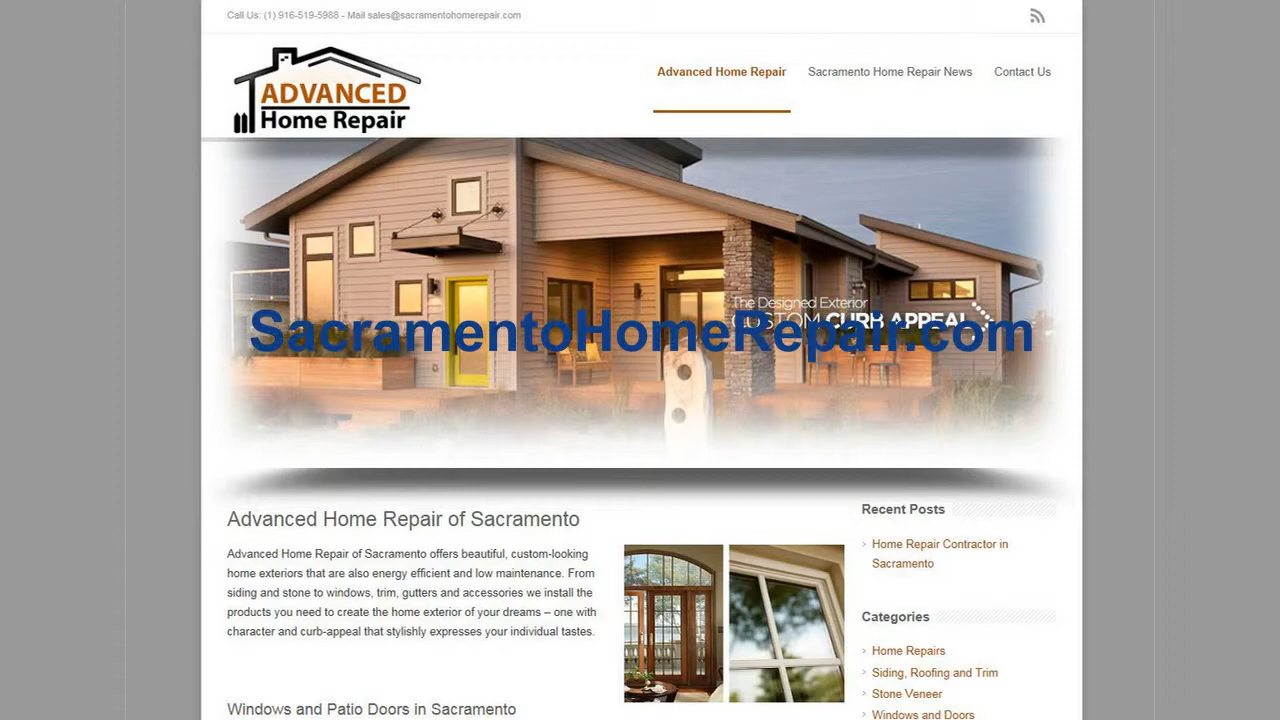 Call Us: (1) 916-519-5988 - Mail sales@sacramentohomerepair.com
ADVANCED
Home Repair
Advanced Home Repair
Sacramento Home Repair News
Contact Us
The Designed Exterior
CUSTOM CURB APPEAL
SacramentoHomeRepair.com
Advanced Home Repair of Sacramento
Advanced Home Repair of Sacramento offers beautiful, custom-looking
home exteriors that are also energy efficient and low maintenance. From
siding and stone to windows, trim, gutters and accessories we install the
products you need to create the home exterior of your dreams – one with
character and curb-appeal that stylishly expresses your individual tastes.
Windows and Patio Doors in Sacramento
Recent Posts
Home Repair Contractor in
Sacramento
Categories
Home Repairs
Siding, Roofing and Trim
Stone Veneer
Windows and Doors